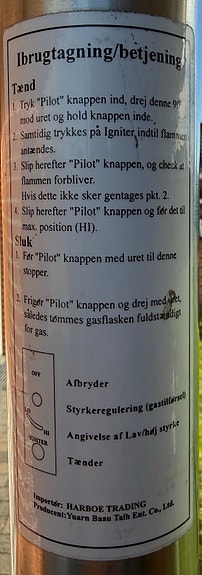 Ibrugtagning/betjening
Tænd
1. Tryk "Pilot" knappen ind, drej denne 90°
mod uret og hold knappen inde.
2. Samtidig trykkes på Igniter indtil flammen
antændes.
3. Slip herefter "Pilot" knappen, og check at
flammen forbliver.
Hvis dette ikke sker gentages pkt. 2.
4. Slip herefter "Pilot" knappen og før det til
max. position (HI).
Sluk
1. Før "Pilot" knappen med uret til denne
stopper.
2. Frigør "Pilot" knappen og drej med uret,
således tømmes gasflasken fuldstændigt
for gas.
OFF
Afbryder
Styrkeregulering (gastilførsel)
HI
Angivelse af Lav/høj styrke
IGNITER
Tænder
Importør: HARBOE TRADING
Producent:Yuarn Baau Taih Ent. Co., Ltd.